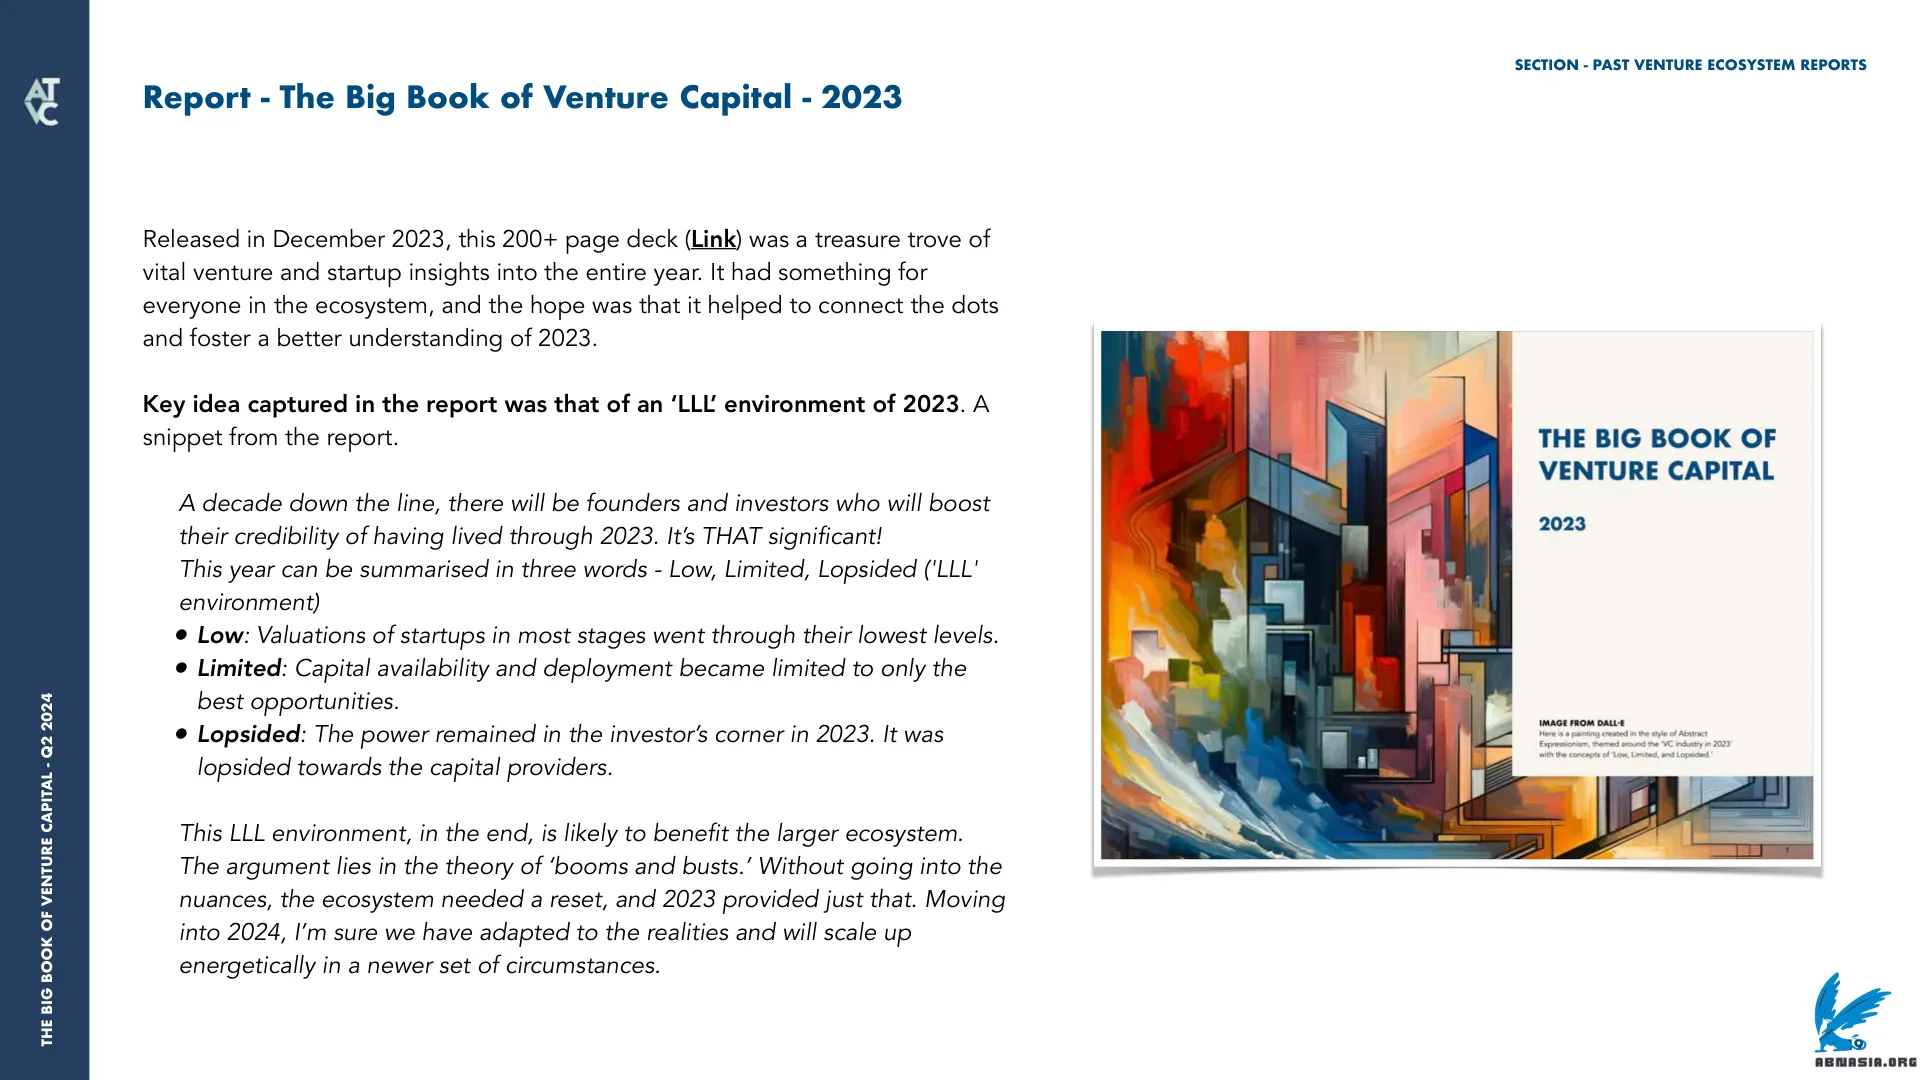 SECTION - PAST VENTURE ECOSYSTEM REPORTS
ATVC
Report - The Big Book of Venture Capital - 2023
Released in December 2023, this 200+ page deck (Link) was a treasure trove of
vital venture and startup insights into the entire year. It had something for
everyone in the ecosystem, and the hope was that it helped to connect the dots
and foster a better understanding of 2023.
Key idea captured in the report was that of an ‘LLL’ environment of 2023. A
snippet from the report.
A decade down the line, there will be founders and investors who will boost
their credibility of having lived through 2023. It’s THAT significant!
This year can be summarised in three words - Low, Limited, Lopsided ('LLL'
environment)
• Low: Valuations of startups in most stages went through their lowest levels.
• Limited: Capital availability and deployment became limited to only the
best opportunities.
• Lopsided: The power remained in the investor’s corner in 2023. It was
lopsided towards the capital providers.
This LLL environment, in the end, is likely to benefit the larger ecosystem.
The argument lies in the theory of ‘booms and busts.’ Without going into the
nuances, the ecosystem needed a reset, and 2023 provided just that. Moving
into 2024, I’m sure we have adapted to the realities and will scale up
energetically in a newer set of circumstances.
THE BIG BOOK OF
VENTURE CAPITAL
2023
IMAGE FROM DALL·E
Here is a painting created in the style of Abstract
Expressionism, themed around the 'VC industry in 2023'
with the concepts of 'Low, Limited, and Lopsided.'
1
THE BIG BOOK OF VENTURE CAPITAL - Q2 2024
ABNASIA.ORG